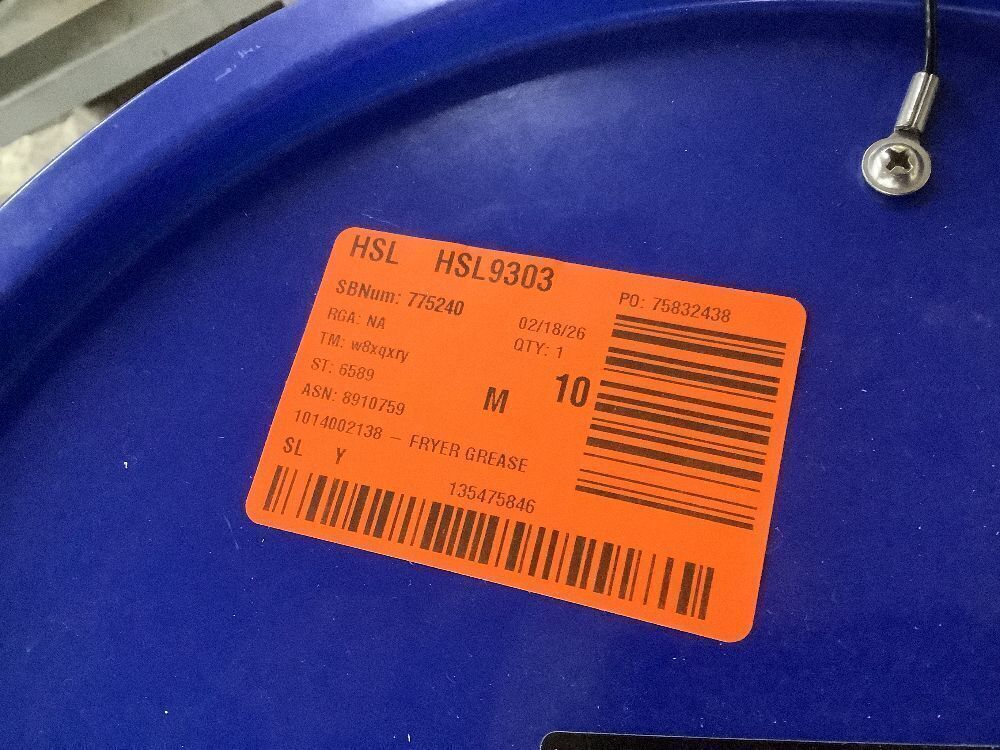 HSL HSL9303
SBNum: 775240
PO: 75832438
RGA: NA
02/18/26
TM: w8xqxry
QTY: 1
ST: 6589
M 10
ASN: 8910759
1014002138 – FRYER GREASE
SL Y
135475846